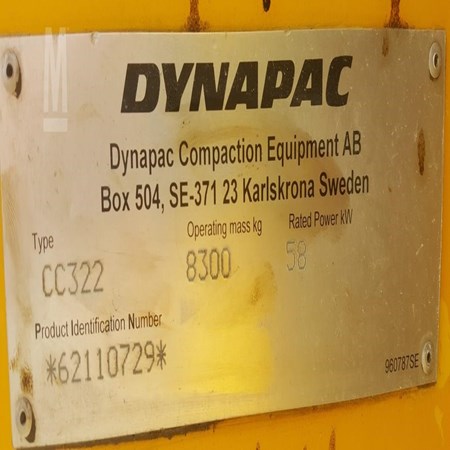 M
DYNAPAC
Dynapac Compaction Equipment AB
Box 504, SE-371 23 Karlskrona Sweden
Type Operating mass kg Rated Power kW
CC322 8300 58
Product Identification Number
*62110729*
960787SE